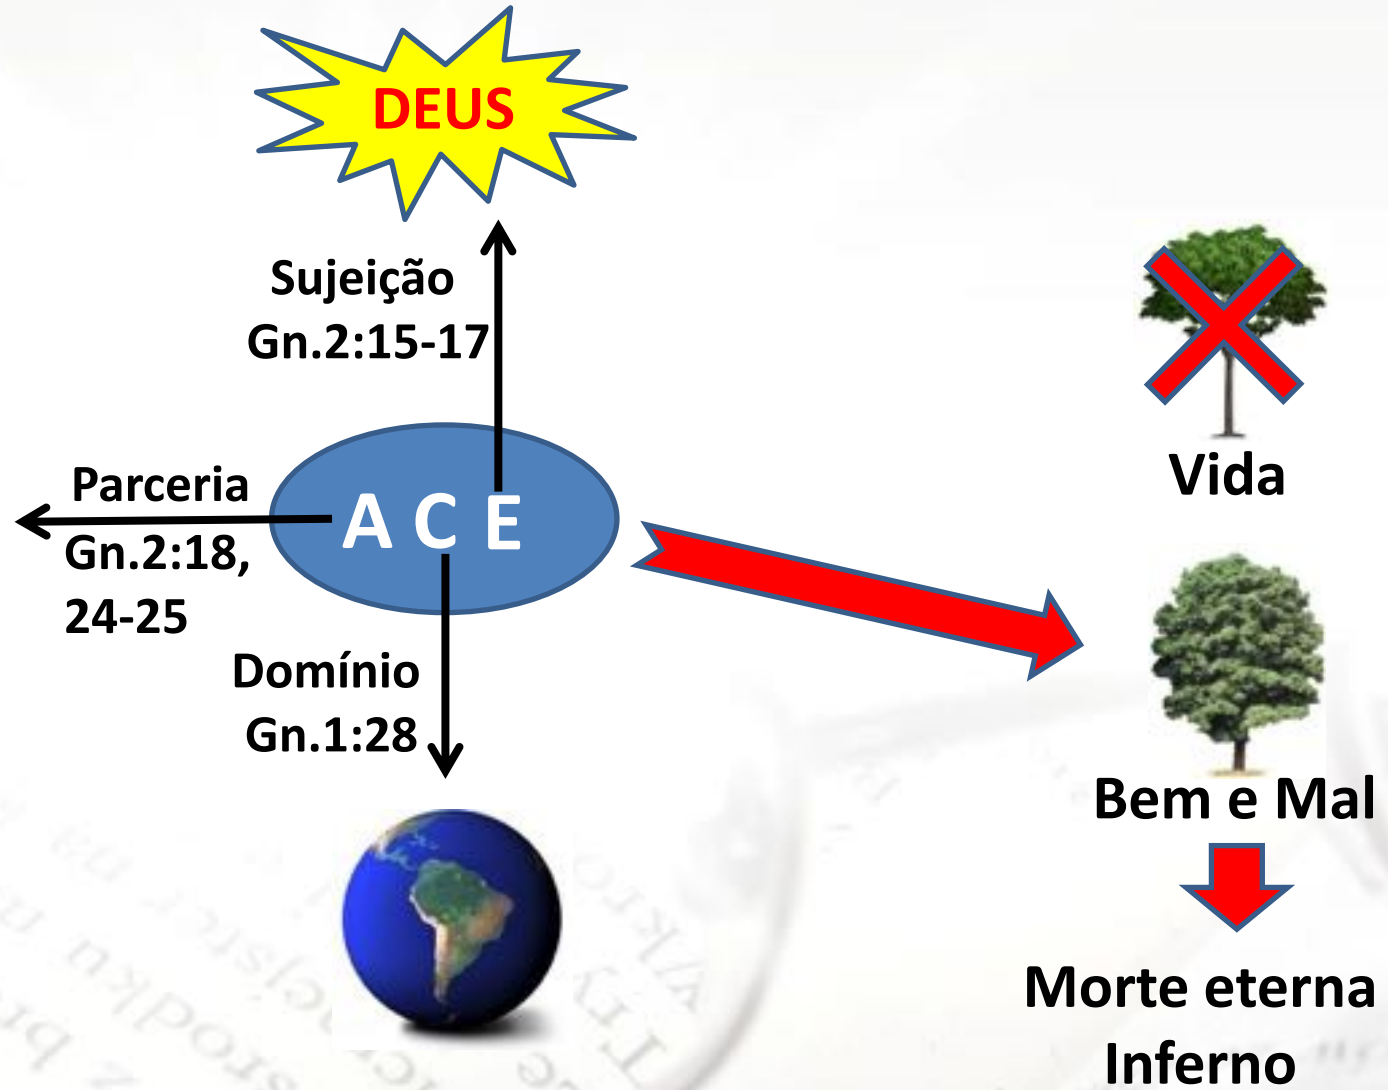 DEUS
Sujeição
Gn.2:15-17
Parceria
Gn.2:18,
24-25
A C E
Domínio
Gn.1:28
Vida
Bem e Mal
Morte eterna
Inferno